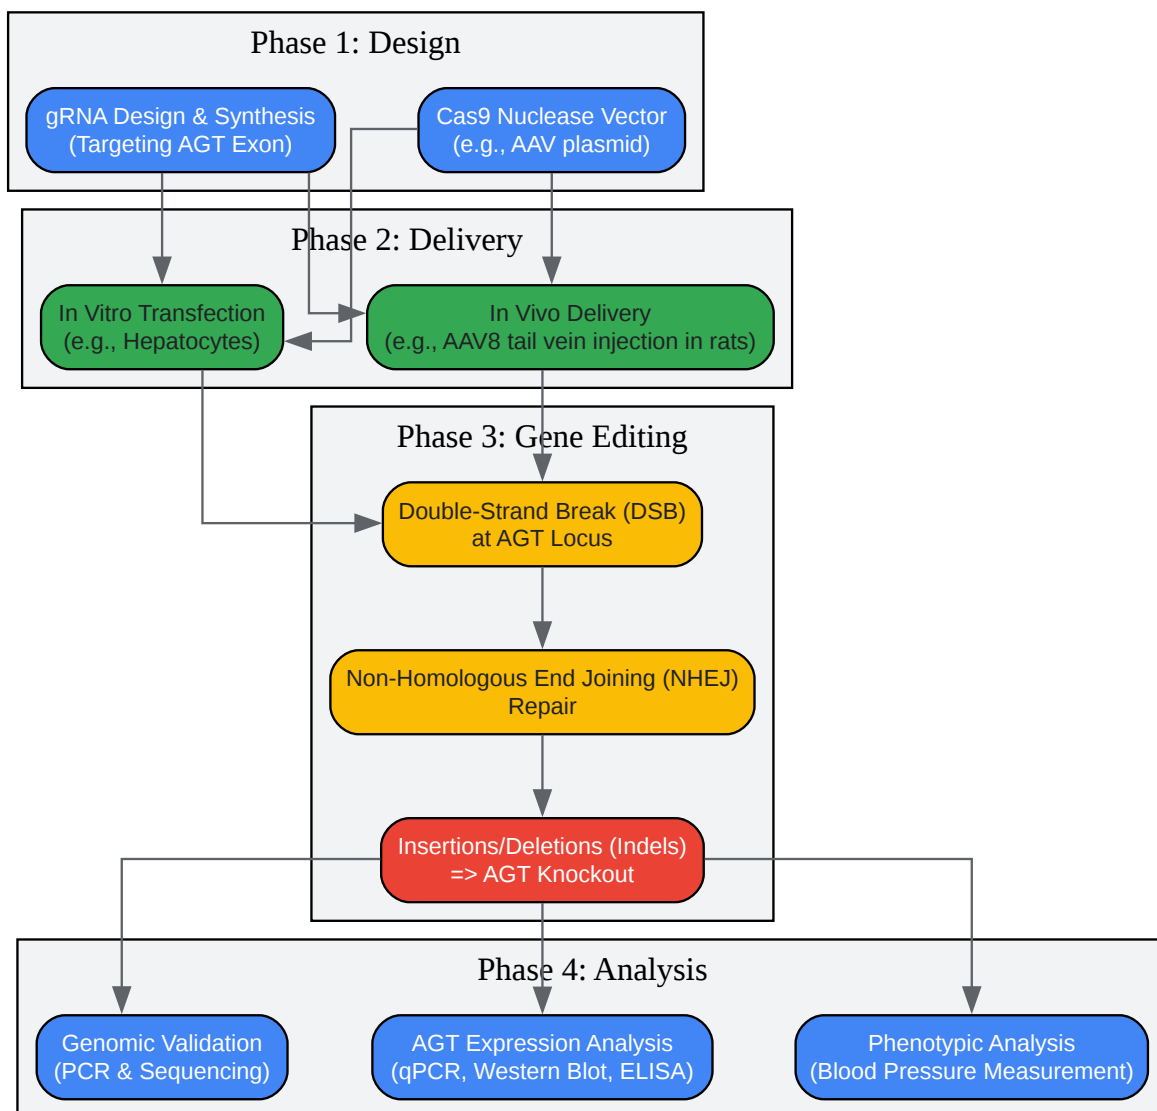 Phase 1: Design
gRNA Design & Synthesis
(Targeting AGT Exon)
Cas9 Nuclease Vector
(e.g., AAV plasmid)
Phase 2: Delivery
In Vitro Transfection
(e.g., Hepatocytes)
In Vivo Delivery
(e.g., AAV8 tail vein injection in rats)
Phase 3: Gene Editing
Double-Strand Break (DSB)
at AGT Locus
Non-Homologous End Joining (NHEJ)
Repair
Insertions/Deletions (Indels)
=> AGT Knockout
Phase 4: Analysis
Genomic Validation
(PCR & Sequencing)
AGT Expression Analysis
(qPCR, Western Blot, ELISA)
Phenotypic Analysis
(Blood Pressure Measurement)